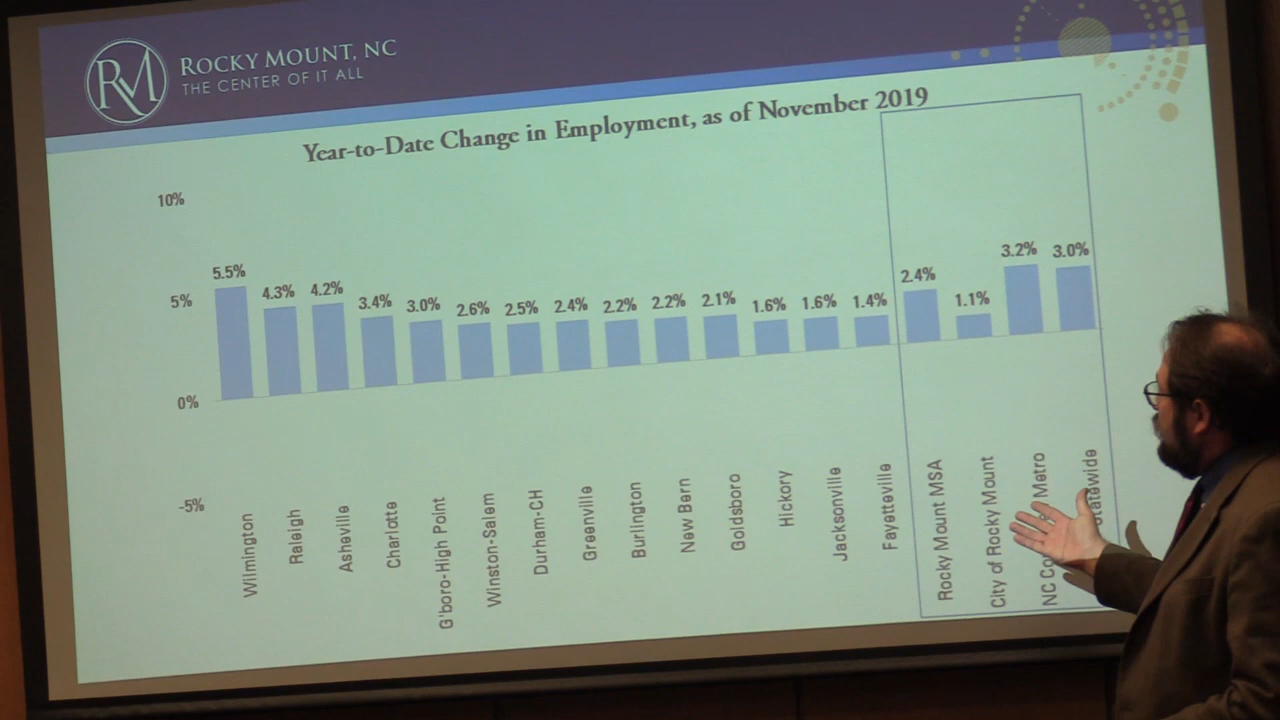 RM
ROCKY MOUNT, NC
THE CENTER OF IT ALL
Year-to-Date Change in Employment, as of November 2019
10%
5%
0%
-5%
5.5%
4.3%
4.2%
3.4%
3.0%
2.6%
2.5%
2.4%
2.2%
2.2%
2.1%
1.6%
1.6%
1.4%
2.4%
1.1%
3.2%
3.0%
Wilmington
Raleigh
Asheville
Charlotte
G'boro-High Point
Winston-Salem
Durham-CH
Greenville
Burlington
New Bern
Goldsboro
Hickory
Jacksonville
Fayetteville
Rocky Mount MSA
City of Rocky Mount
NC Metro
Statewide